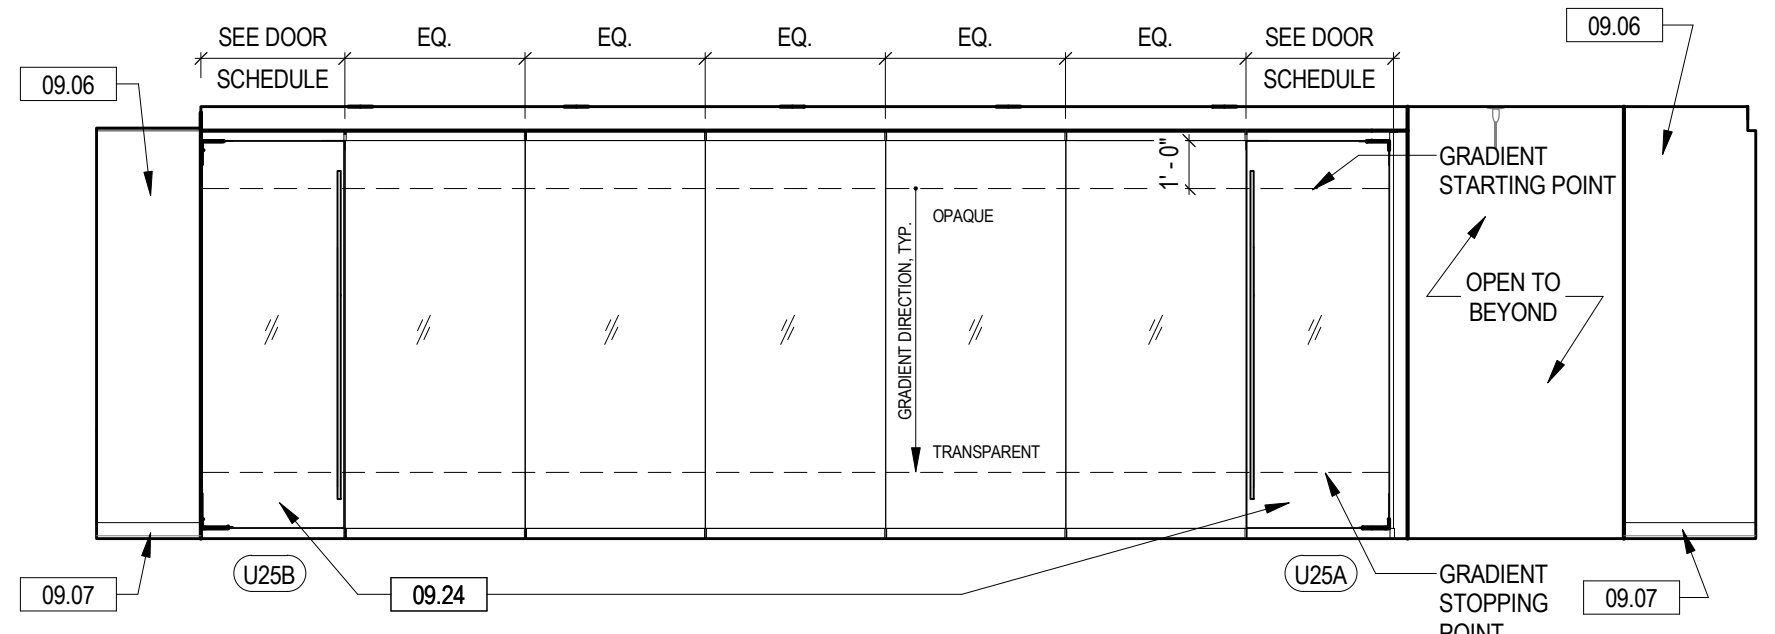 SEE DOOR
SCHEDULE
EQ.
EQ.
EQ.
EQ.
EQ.
SEE DOOR
SCHEDULE
09.06
09.06
1' - 0"
GRADIENT
STARTING POINT
OPAQUE
GRADIENT DIRECTION, TYP.
TRANSPARENT
OPEN TO
BEYOND
U25B
U25A
09.07
09.24
GRADIENT
STOPPING
POINT
09.07